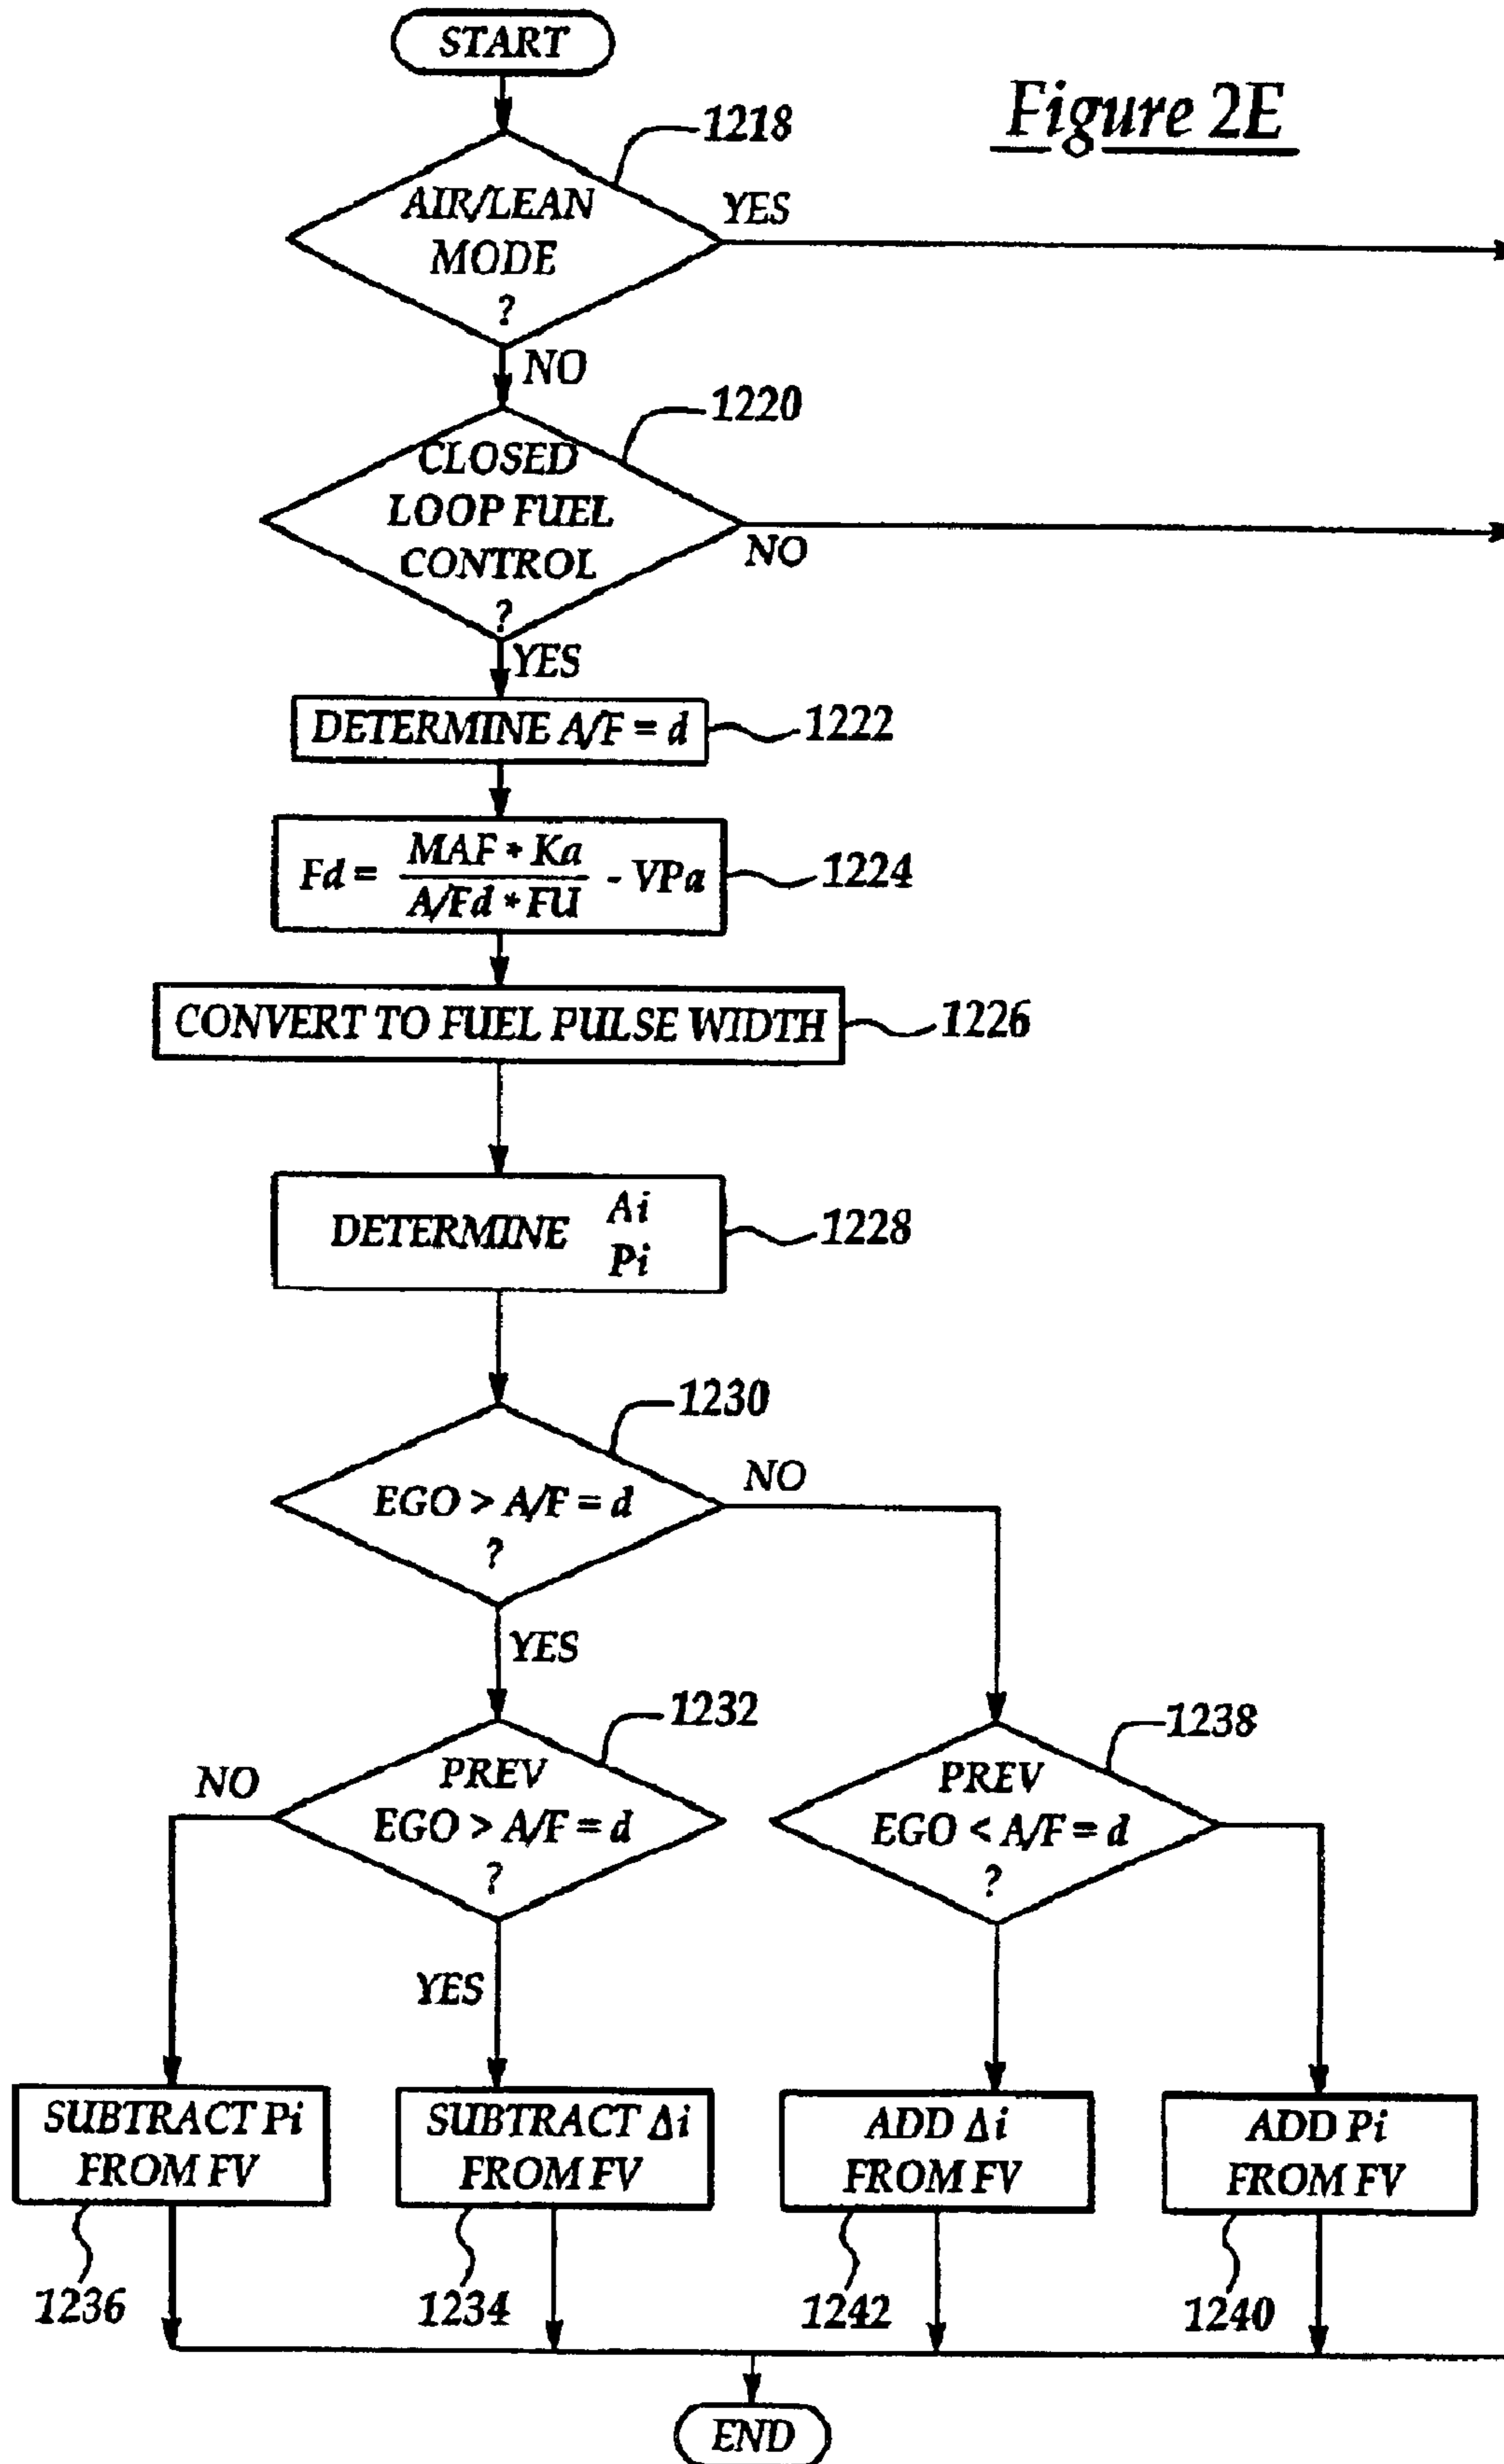 START
Figure 2E
1218
AIR/LEAN
MODE
?
YES
NO
1220
CLOSED
LOOP FUEL
CONTROL
?
NO
YES
DETERMINE A/F = d
1222
Fd = MAF * Ka / A/Fd * FU - VPa
1224
CONVERT TO FUEL PULSE WIDTH
1226
DETERMINE Ai
Pi
1228
1230
EGO > A/F = d
?
NO
YES
1232
PREV
EGO > A/F = d
?
NO
YES
1238
PREV
EGO < A/F = d
?
SUBTRACT Pi
FROM FV
SUBTRACT Δi
FROM FV
ADD Δi
FROM FV
ADD Pi
FROM FV
1236
1234
1242
1240
END